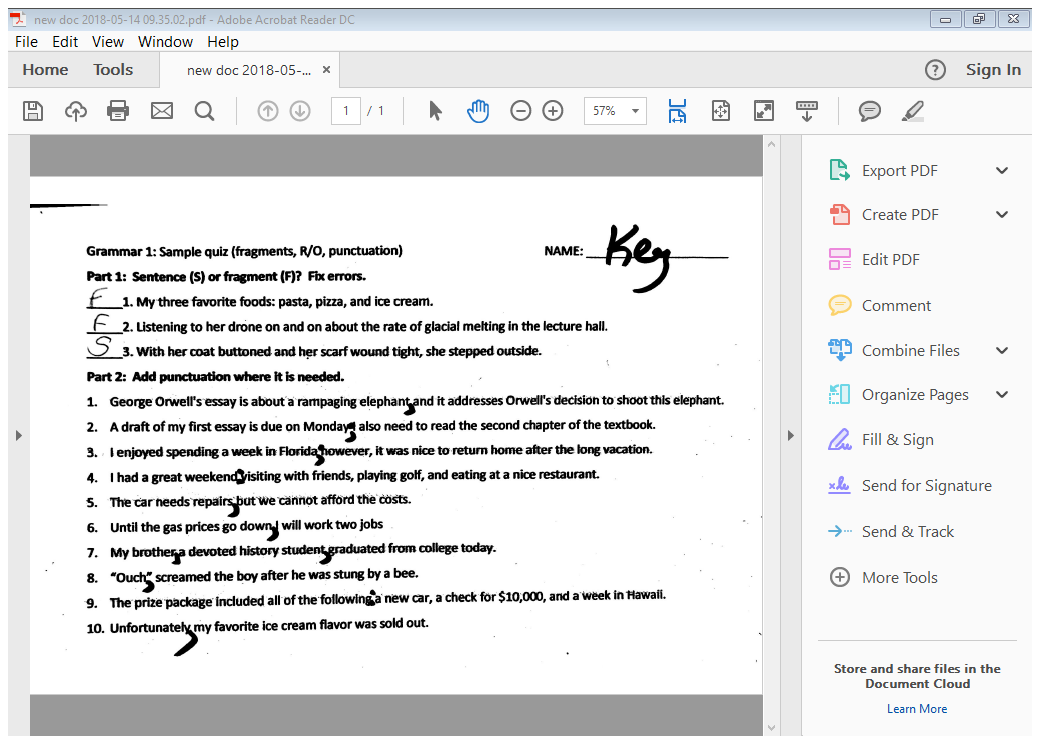 new doc 2018-05-14 09.35.02.pdf - Adobe Acrobat Reader DC
File Edit View Window Help
Home Tools new doc 2018-05-... × ? Sign In
1 / 1 57%
Export PDF
Create PDF
Edit PDF
Comment
Combine Files
Organize Pages
Fill & Sign
Send for Signature
Send & Track
More Tools
Store and share files in the
Document Cloud
Learn More
Grammar 1: Sample quiz (fragments, R/O, punctuation) NAME: Key
Part 1: Sentence (S) or fragment (F)? Fix errors.
F 1. My three favorite foods: pasta, pizza, and ice cream.
F 2. Listening to her drone on and on about the rate of glacial melting in the lecture hall.
S 3. With her coat buttoned and her scarf wound tight, she stepped outside.
Part 2: Add punctuation where it is needed.
1. George Orwell's essay is about a rampaging elephant, and it addresses Orwell's decision to shoot this elephant.
2. A draft of my first essay is due on Monday; also need to read the second chapter of the textbook.
3. I enjoyed spending a week in Florida; however, it was nice to return home after the long vacation.
4. I had a great weekend: visiting with friends, playing golf, and eating at a nice restaurant.
5. The car needs repairs, but we cannot afford the costs.
6. Until the gas prices go down, I will work two jobs
7. My brother, a devoted history student, graduated from college today.
8. "Ouch," screamed the boy after he was stung by a bee.
9. The prize package included all of the following: a new car, a check for $10,000, and a week in Hawaii.
10. Unfortunately, my favorite ice cream flavor was sold out.